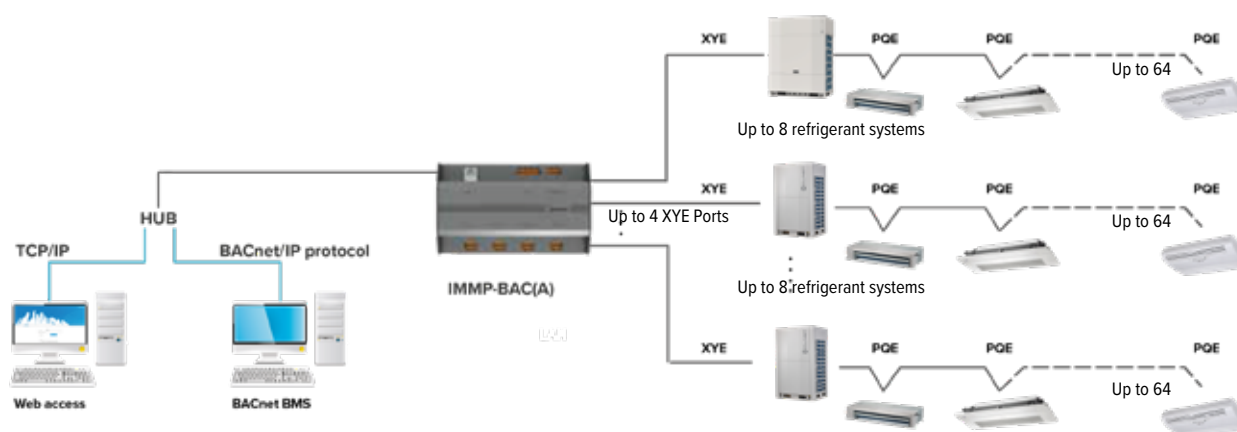 XYE PQE PQE PQE
Up to 64
Up to 8 refrigerant systems
XYE PQE PQE PQE
Up to 4 XYE Ports
Up to 64
HUB
TCP/IP BACnet/IP protocol
IMMP-BAC(A)
Up to 8 refrigerant systems
XYE PQE PQE PQE
Up to 64
Web access BACnet BMS